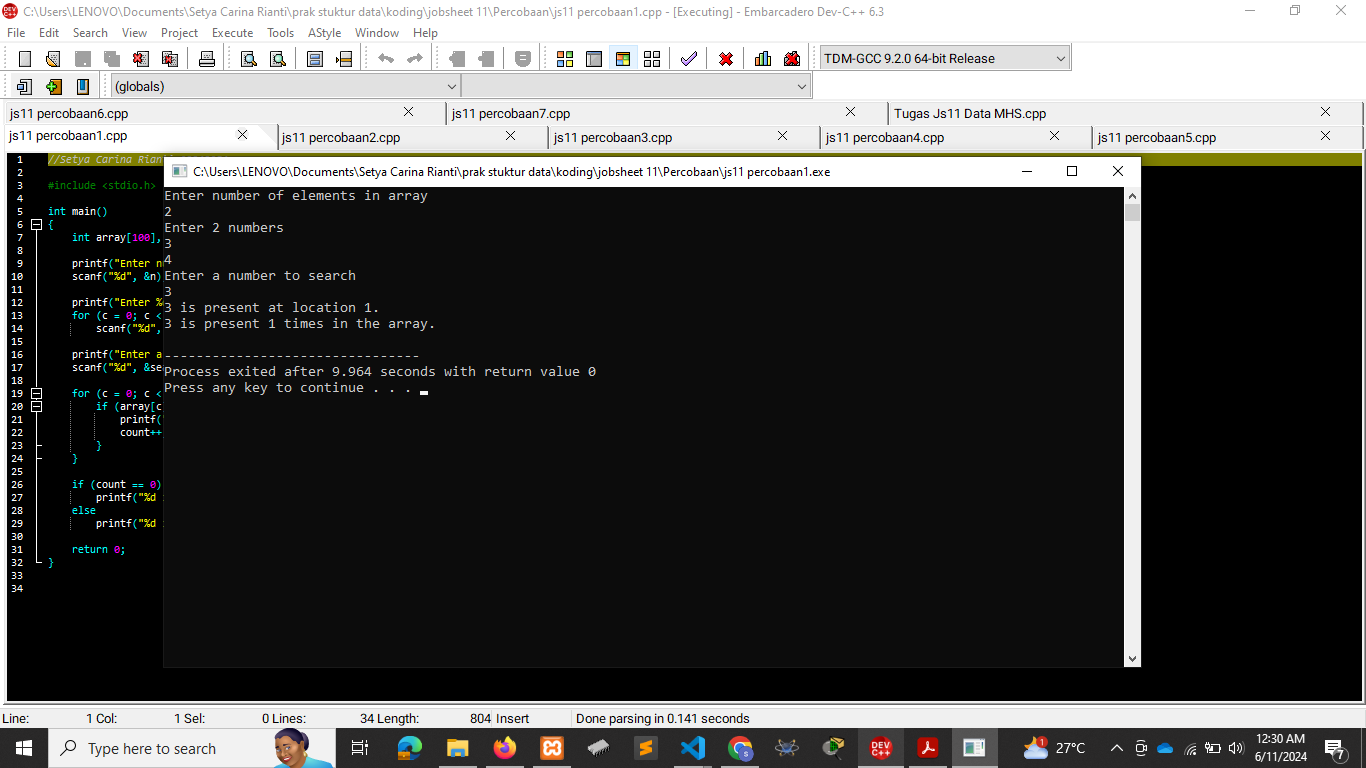 C:\Users\LENOVO\Documents\Setya Carina Rianti\prak stuktur data\koding\jobsheet 11\Percobaan\js11 percobaan1.cpp - [Executing] - Embarcadero Dev-C++ 6.3
File Edit Search View Project Execute Tools AStyle Window Help
TDM-GCC 9.2.0 64-bit Release
(globals)
js11 percobaan6.cpp js11 percobaan7.cpp Tugas Js11 Data MHS.cpp
js11 percobaan1.cpp js11 percobaan2.cpp js11 percobaan3.cpp js11 percobaan4.cpp js11 percobaan5.cpp
C:\Users\LENOVO\Documents\Setya Carina Rianti\prak stuktur data\koding\jobsheet 11\Percobaan\js11 percobaan1.exe
Enter number of elements in array
2
Enter 2 numbers
3
4
Enter a number to search
3
3 is present at location 1.
3 is present 1 times in the array.
--------------------------------
Process exited after 9.964 seconds with return value 0
Press any key to continue . . .
1 //Setya Carina Rian
2
3 #include <stdio.h>
4
5 int main()
6 {
7 int array[100],
8
9 printf("Enter n
10 scanf("%d", &n)
11
12 printf("Enter %
13 for (c = 0; c <
14 scanf("%d",
15
16 printf("Enter a
17 scanf("%d", &se
18
19 for (c = 0; c <
20 if (array[c
21 printf(
22 count++
23 }
24 }
25
26 if (count == 0)
27 printf("%d
28 else
29 printf("%d
30
31 return 0;
32 }
33
34
Line: 1 Col: 1 Sel: 0 Lines: 34 Length: 804 Insert Done parsing in 0.141 seconds
Type here to search
DEV C++
1
27°C
12:30 AM
6/11/2024
7